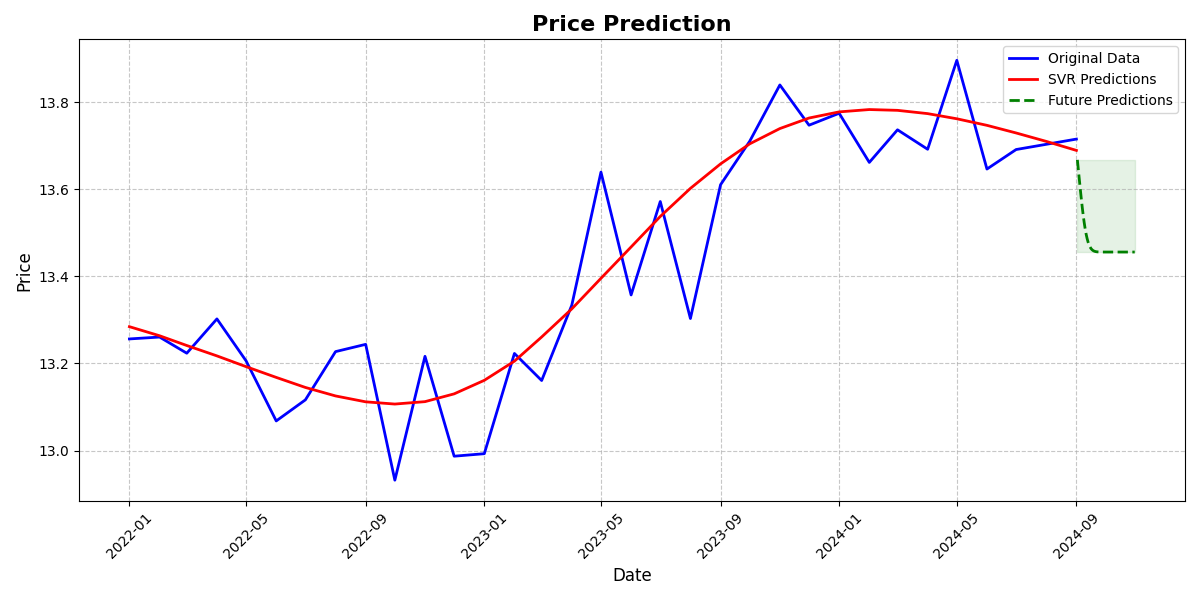 Price Prediction
Original Data
SVR Predictions
Future Predictions
Price
13.8
13.6
13.4
13.2
13.0
2022-01
2022-05
2022-09
2023-01
2023-05
2023-09
2024-01
2024-05
2024-09
Date